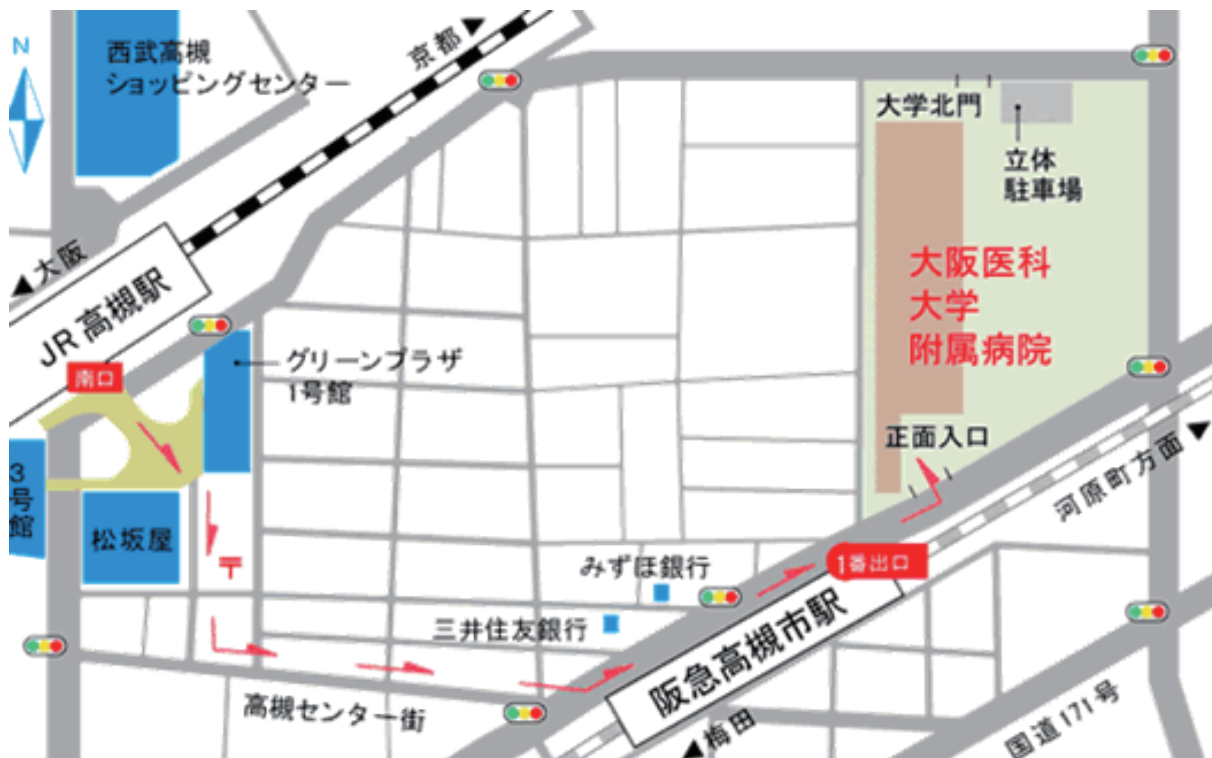 N
西武高槻
ショッピングセンター
京都▶
大学北門
立体
駐車場
◀大阪
JR高槻駅
大阪医科
大学
附属病院
南口
グリーンプラザ
1号館
正面入口
河原町方面▶
3
号
館
松坂屋
〒
みずほ銀行
1番出口
三井住友銀行
阪急高槻市駅
高槻センター街
◀梅田
国道171号